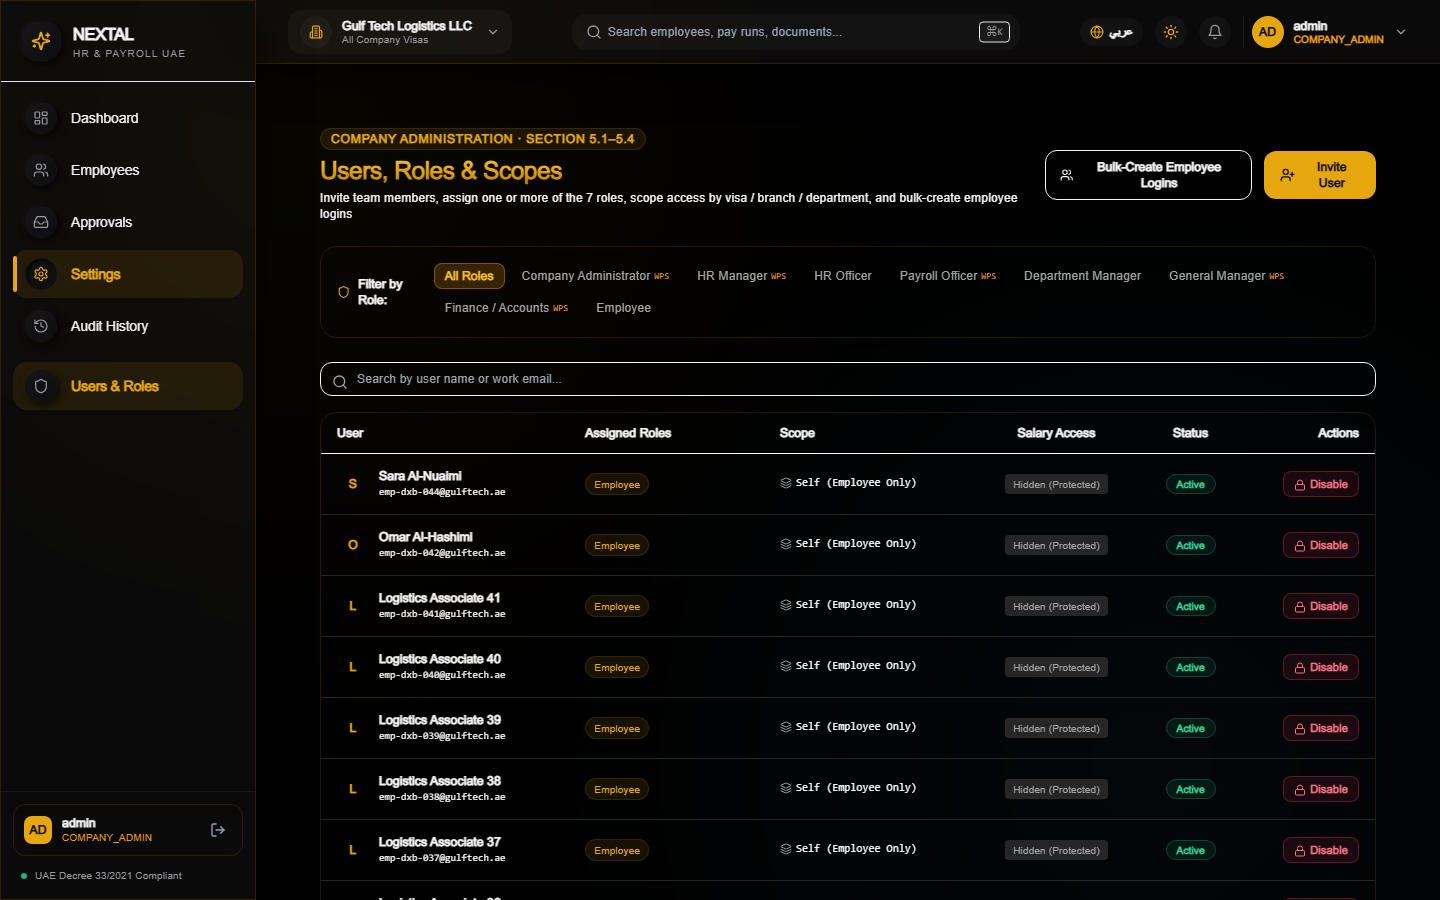 NEXTAL
HR & PAYROLL UAE
Gulf Tech Logistics LLC
All Company Visas
Search employees, pay runs, documents...
⌘K
عربي
AD
admin
COMPANY_ADMIN
Dashboard
Employees
Approvals
Settings
Audit History
Users & Roles
COMPANY ADMINISTRATION · SECTION 5.1–5.4
Users, Roles & Scopes
Invite team members, assign one or more of the 7 roles, scope access by visa / branch / department, and bulk-create employee
logins
Bulk-Create Employee
Logins
Invite
User
Filter by
Role:
All Roles
Company Administrator WPS
HR Manager WPS
HR Officer
Payroll Officer WPS
Department Manager
General Manager WPS
Finance / Accounts WPS
Employee
Search by user name or work email...
User Assigned Roles Scope Salary Access Status Actions
S Sara Al-Nuaimi
emp-dxb-044@gulftech.ae
Employee Self (Employee Only) Hidden (Protected) Active Disable
O Omar Al-Hashimi
emp-dxb-042@gulftech.ae
Employee Self (Employee Only) Hidden (Protected) Active Disable
L Logistics Associate 41
emp-dxb-041@gulftech.ae
Employee Self (Employee Only) Hidden (Protected) Active Disable
L Logistics Associate 40
emp-dxb-040@gulftech.ae
Employee Self (Employee Only) Hidden (Protected) Active Disable
L Logistics Associate 39
emp-dxb-039@gulftech.ae
Employee Self (Employee Only) Hidden (Protected) Active Disable
L Logistics Associate 38
emp-dxb-038@gulftech.ae
Employee Self (Employee Only) Hidden (Protected) Active Disable
L Logistics Associate 37
emp-dxb-037@gulftech.ae
Employee Self (Employee Only) Hidden (Protected) Active Disable
AD
admin
COMPANY_ADMIN
UAE Decree 33/2021 Compliant